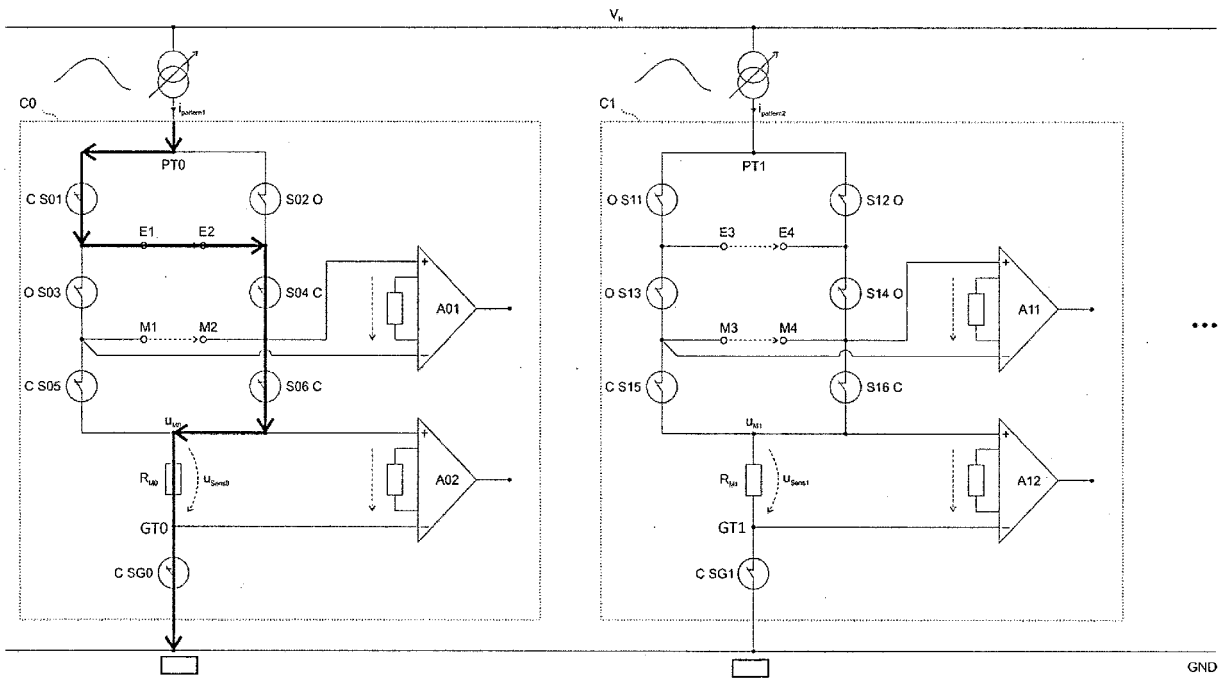 V_H
C0
i_pattern1
C1
i_pattern2
PT0
PT1
C S01
S02 O
O S11
S12 O
E1
E2
E3
E4
O S03
S04 C
A01
O S13
S14 O
A11
M1
M2
M3
M4
C S05
S06 C
C S15
S16 C
u_M0
u_M1
R_M0
u_Sens0
A02
u_Sens1
A12
GT0
GT1
C SG0
C SG1
GND